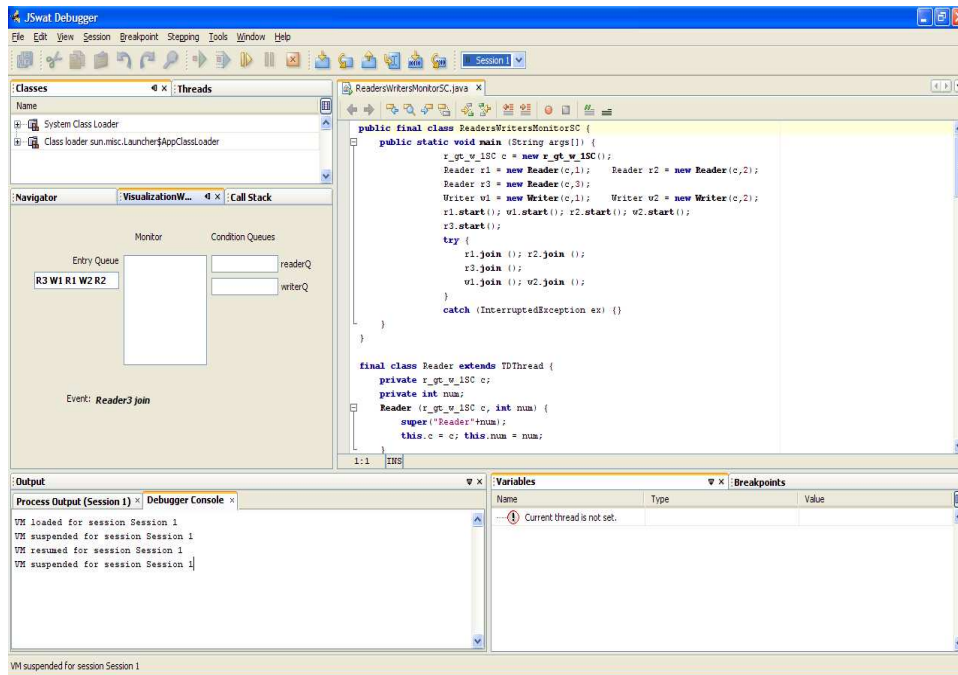 JSwat Debugger
File Edit View Session Breakpoint Stepping Tools Window Help
Session 1
Classes Threads
Name
System Class Loader
Class loader sun.misc.Launcher$AppClassLoader
Navigator VisualizationW... Call Stack
Monitor Condition Queues
Entry Queue readerQ
R3 W1 R1 W2 R2 writerQ
Event: Reader3 join
ReadersWritersMonitorSC.java
public final class ReadersWritersMonitorSC {
public static void main (String args[]) {
r_gt_w_1SC c = new r_gt_w_1SC();
Reader r1 = new Reader(c,1); Reader r2 = new Reader(c,2);
Reader r3 = new Reader(c,3);
Writer w1 = new Writer(c,1); Writer w2 = new Writer(c,2);
r1.start(); w1.start(); r2.start(); w2.start();
r3.start();
try {
r1.join (); r2.join ();
r3.join ();
w1.join (); w2.join ();
}
catch (InterruptedException ex) {}
}
}
final class Reader extends TDThread {
private r_gt_w_1SC c;
private int num;
Reader (r_gt_w_1SC c, int num) {
super("Reader"+num);
this.c = c; this.num = num;
}
1:1 INS
Output
Process Output (Session 1) Debugger Console
VM loaded for session Session 1
VM suspended for session Session 1
VM resumed for session Session 1
VM suspended for session Session 1
Variables Breakpoints
Name Type Value
Current thread is not set.
VM suspended for session Session 1